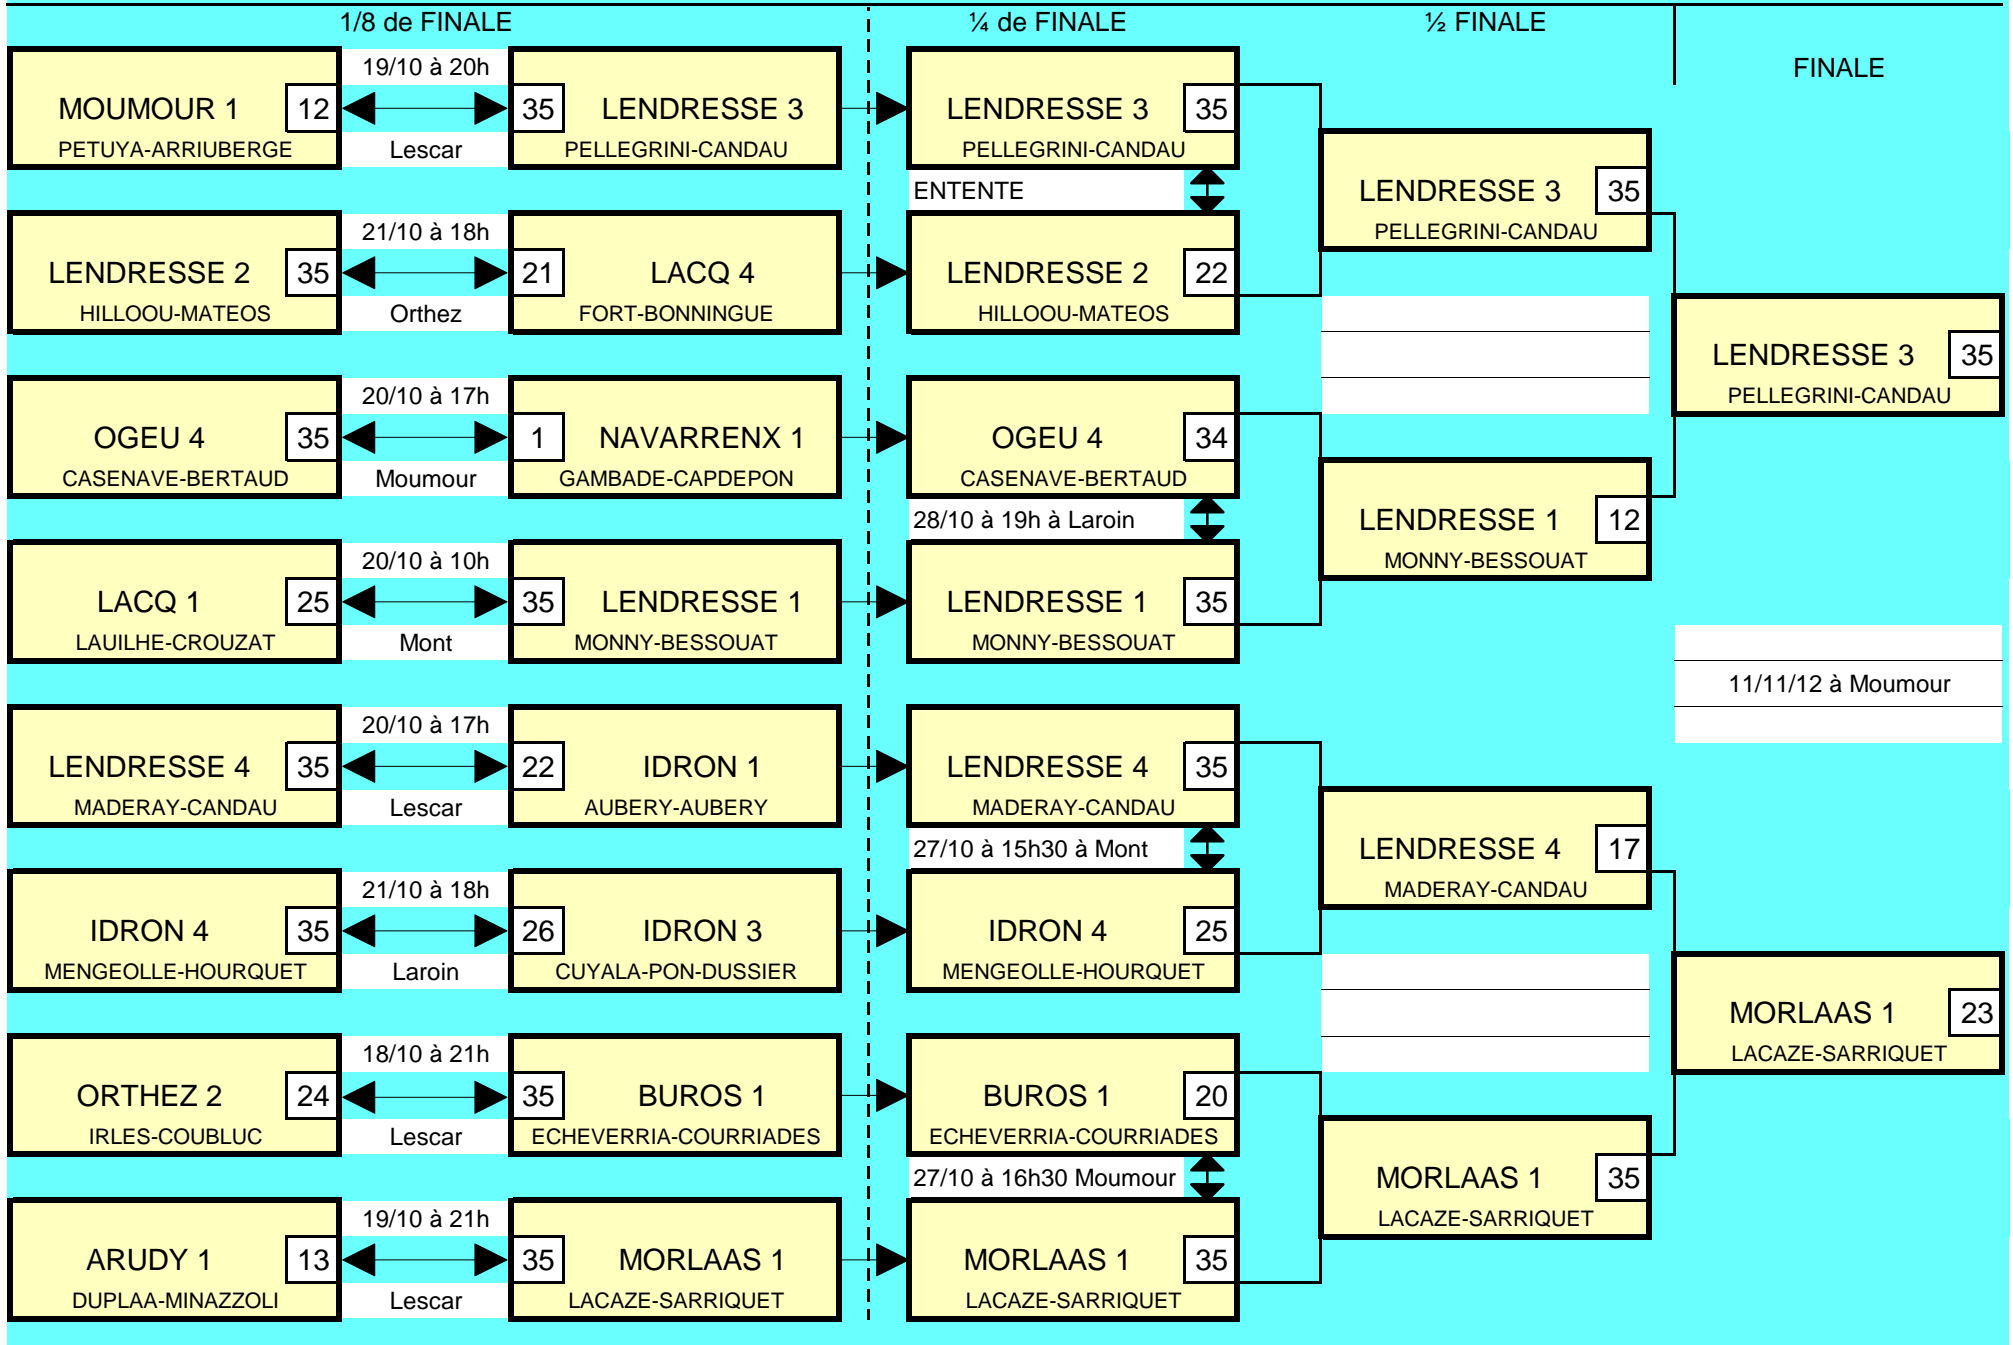 1/8 de FINALE
¼ de FINALE
½ FINALE
FINALE
19/10 à 20h
MOUMOUR 1
12
35
LENDRESSE 3
PETUYA-ARRIUBERGE
Lescar
PELLEGRINI-CANDAU
21/10 à 18h
LENDRESSE 2
35
21
LACQ 4
HILLOOU-MATEOS
Orthez
FORT-BONNINGUE
20/10 à 17h
OGEU 4
35
1
NAVARRENX 1
CASENAVE-BERTAUD
Moumour
GAMBADE-CAPDEPON
20/10 à 10h
LACQ 1
25
35
LENDRESSE 1
LAUILHE-CROUZAT
Mont
MONNY-BESSOUAT
20/10 à 17h
LENDRESSE 4
35
22
IDRON 1
MADERAY-CANDAU
Lescar
AUBERY-AUBERY
21/10 à 18h
IDRON 4
35
26
IDRON 3
MENGEOLLE-HOURQUET
Laroin
CUYALA-PON-DUSSIER
18/10 à 21h
ORTHEZ 2
24
35
BUROS 1
IRLES-COUBLUC
Lescar
ECHEVERRIA-COURRIADES
19/10 à 21h
ARUDY 1
13
35
MORLAAS 1
DUPLAA-MINAZZOLI
Lescar
LACAZE-SARRIQUET
LENDRESSE 3
35
PELLEGRINI-CANDAU
ENTENTE
LENDRESSE 2
22
HILLOOU-MATEOS
OGEU 4
34
CASENAVE-BERTAUD
28/10 à 19h à Laroin
LENDRESSE 1
35
MONNY-BESSOUAT
LENDRESSE 4
35
MADERAY-CANDAU
27/10 à 15h30 à Mont
IDRON 4
25
MENGEOLLE-HOURQUET
BUROS 1
20
ECHEVERRIA-COURRIADES
27/10 à 16h30 Moumour
MORLAAS 1
35
LACAZE-SARRIQUET
LENDRESSE 3
35
PELLEGRINI-CANDAU
LENDRESSE 1
12
MONNY-BESSOUAT
LENDRESSE 4
17
MADERAY-CANDAU
MORLAAS 1
35
LACAZE-SARRIQUET
LENDRESSE 3
35
PELLEGRINI-CANDAU
11/11/12 à Moumour
MORLAAS 1
23
LACAZE-SARRIQUET